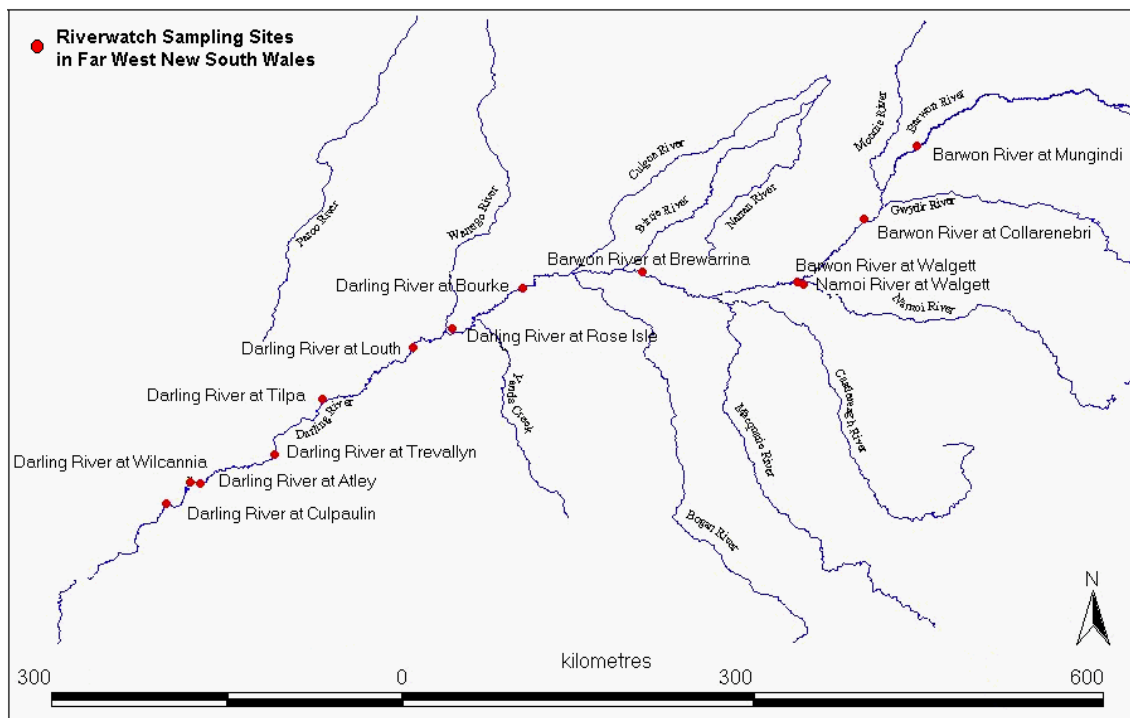 Riverwatch Sampling Sites
in Far West New South Wales
Paroo River
Warrego River
Culgoa River
Birrie River
Narran River
Moonie River
Barwon River
Barwon River at Mungindi
Gwydir River
Barwon River at Collarenebri
Barwon River at Brewarrina
Barwon River at Walgett
Namoi River at Walgett
Namoi River
Darling River at Bourke
Darling River at Rose Isle
Darling River at Louth
Yanda Creek
Darling River at Tilpa
Darling River
Macquarie River
Castlereagh River
Darling River at Trevallyn
Darling River at Wilcannia
Darling River at Atley
Darling River at Culpaulin
Bogan River
N
kilometres
300
0
300
600